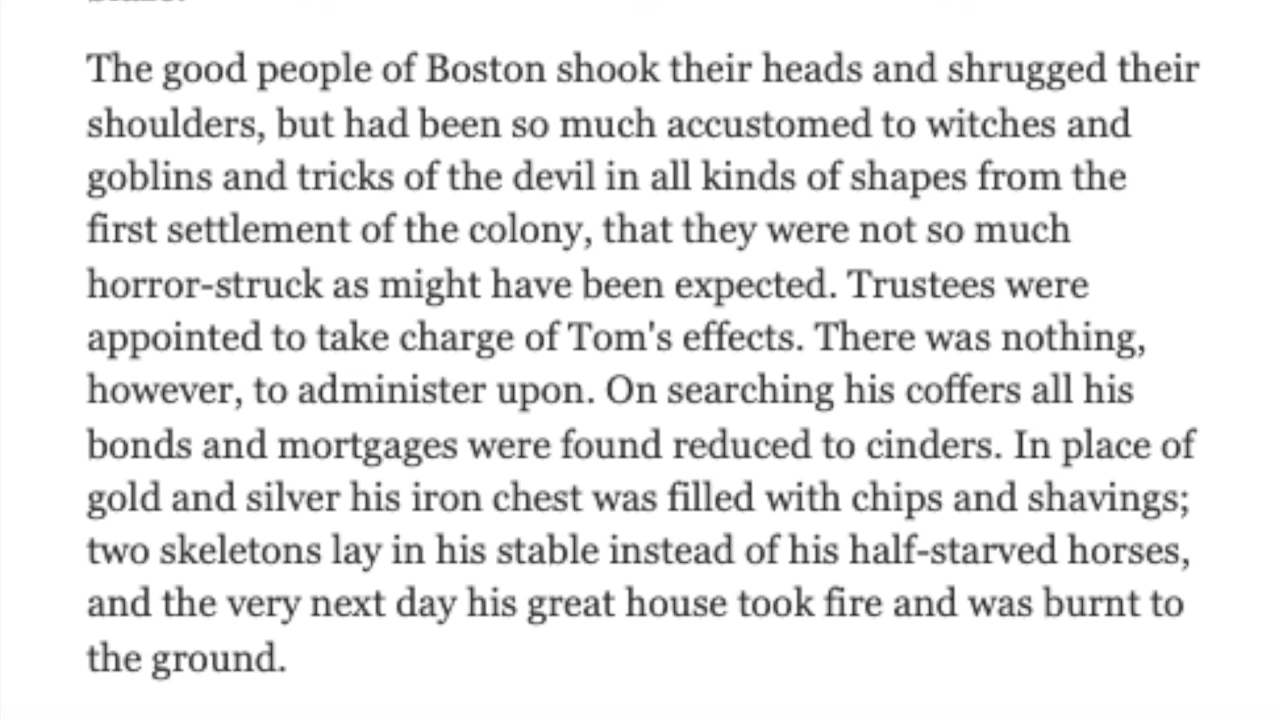 The good people of Boston shook their heads and shrugged their
shoulders, but had been so much accustomed to witches and
goblins and tricks of the devil in all kinds of shapes from the
first settlement of the colony, that they were not so much
horror-struck as might have been expected. Trustees were
appointed to take charge of Tom's effects. There was nothing,
however, to administer upon. On searching his coffers all his
bonds and mortgages were found reduced to cinders. In place of
gold and silver his iron chest was filled with chips and shavings;
two skeletons lay in his stable instead of his half-starved horses,
and the very next day his great house took fire and was burnt to
the ground.